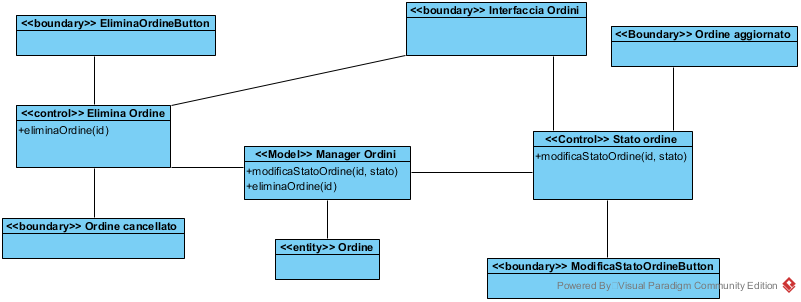 <<boundary>> EliminaOrdineButton
<<boundary>> Interfaccia Ordini
<<Boundary>> Ordine aggiornato
<<control>> Elimina Ordine
+eliminaOrdine(id)
<<Model>> Manager Ordini
+modificaStatoOrdine(id, stato)
+eliminaOrdine(id)
<<Control>> Stato ordine
+modificaStatoOrdine(id, stato)
<<boundary>> Ordine cancellato
<<entity>> Ordine
<<boundary>> ModificaStatoOrdineButton
Powered By Visual Paradigm Community Edition